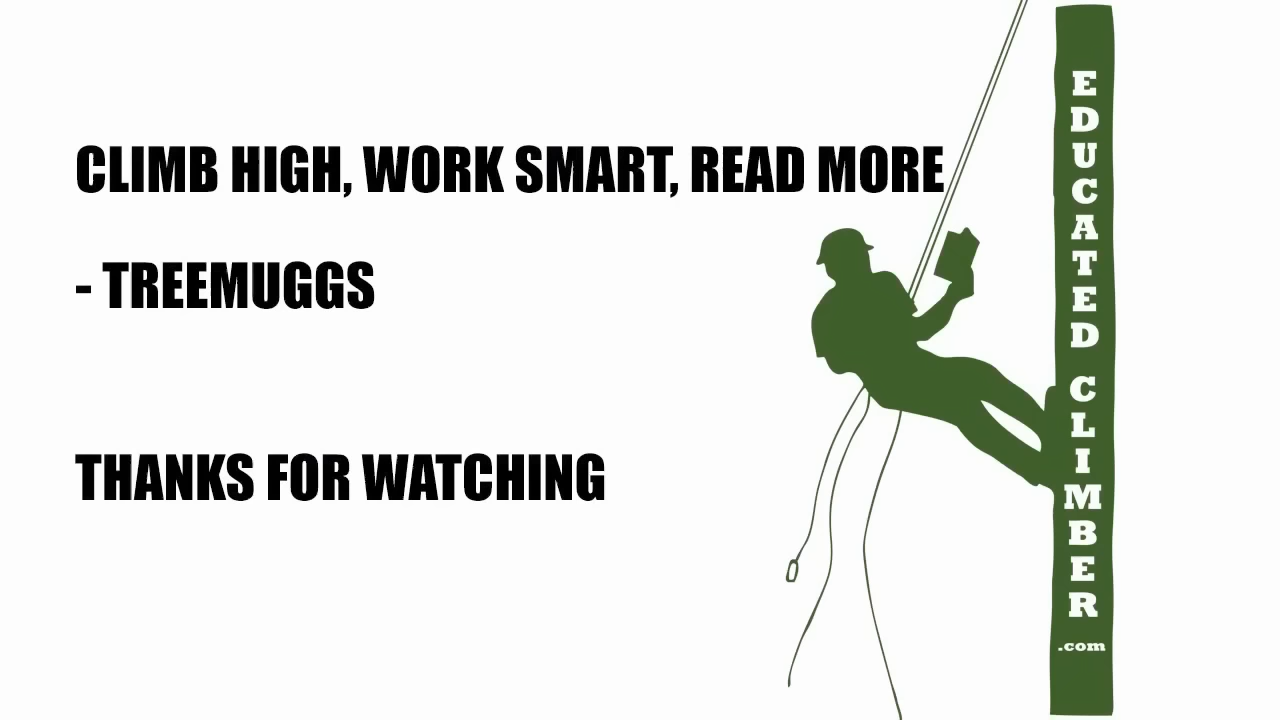 CLIMB HIGH, WORK SMART, READ MORE
- TREEMUGGS
THANKS FOR WATCHING
EDUCATED CLIMBER
.com